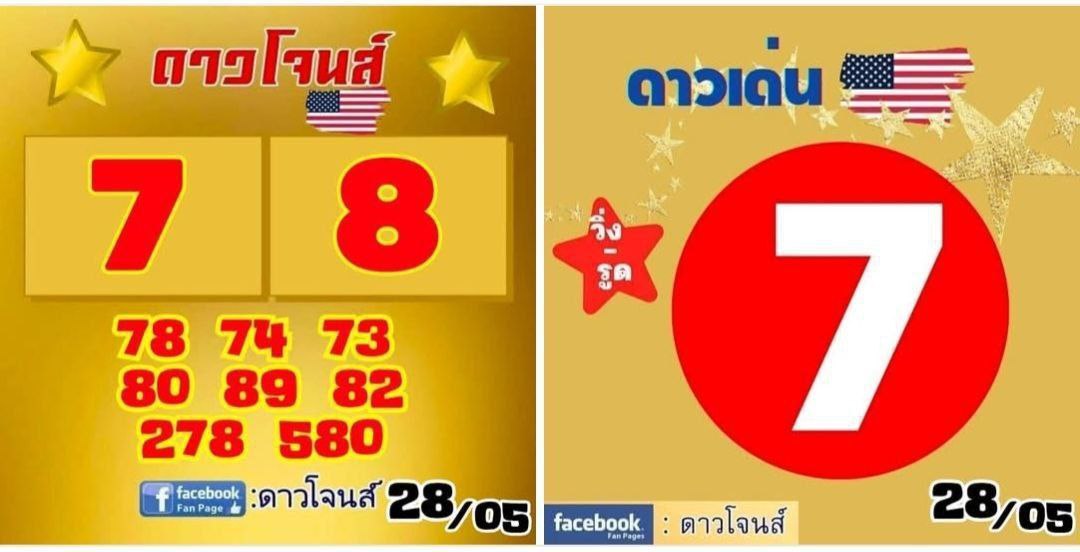 ดาวโจนส์
7 8
78 74 73
80 89 82
278 580
facebook :ดาวโจนส์ 28/05
Fan Page
ดาวเด่น
วิ่ง
-
รูด
7
28/05
facebook. : ดาวโจนส์
Fan Pages